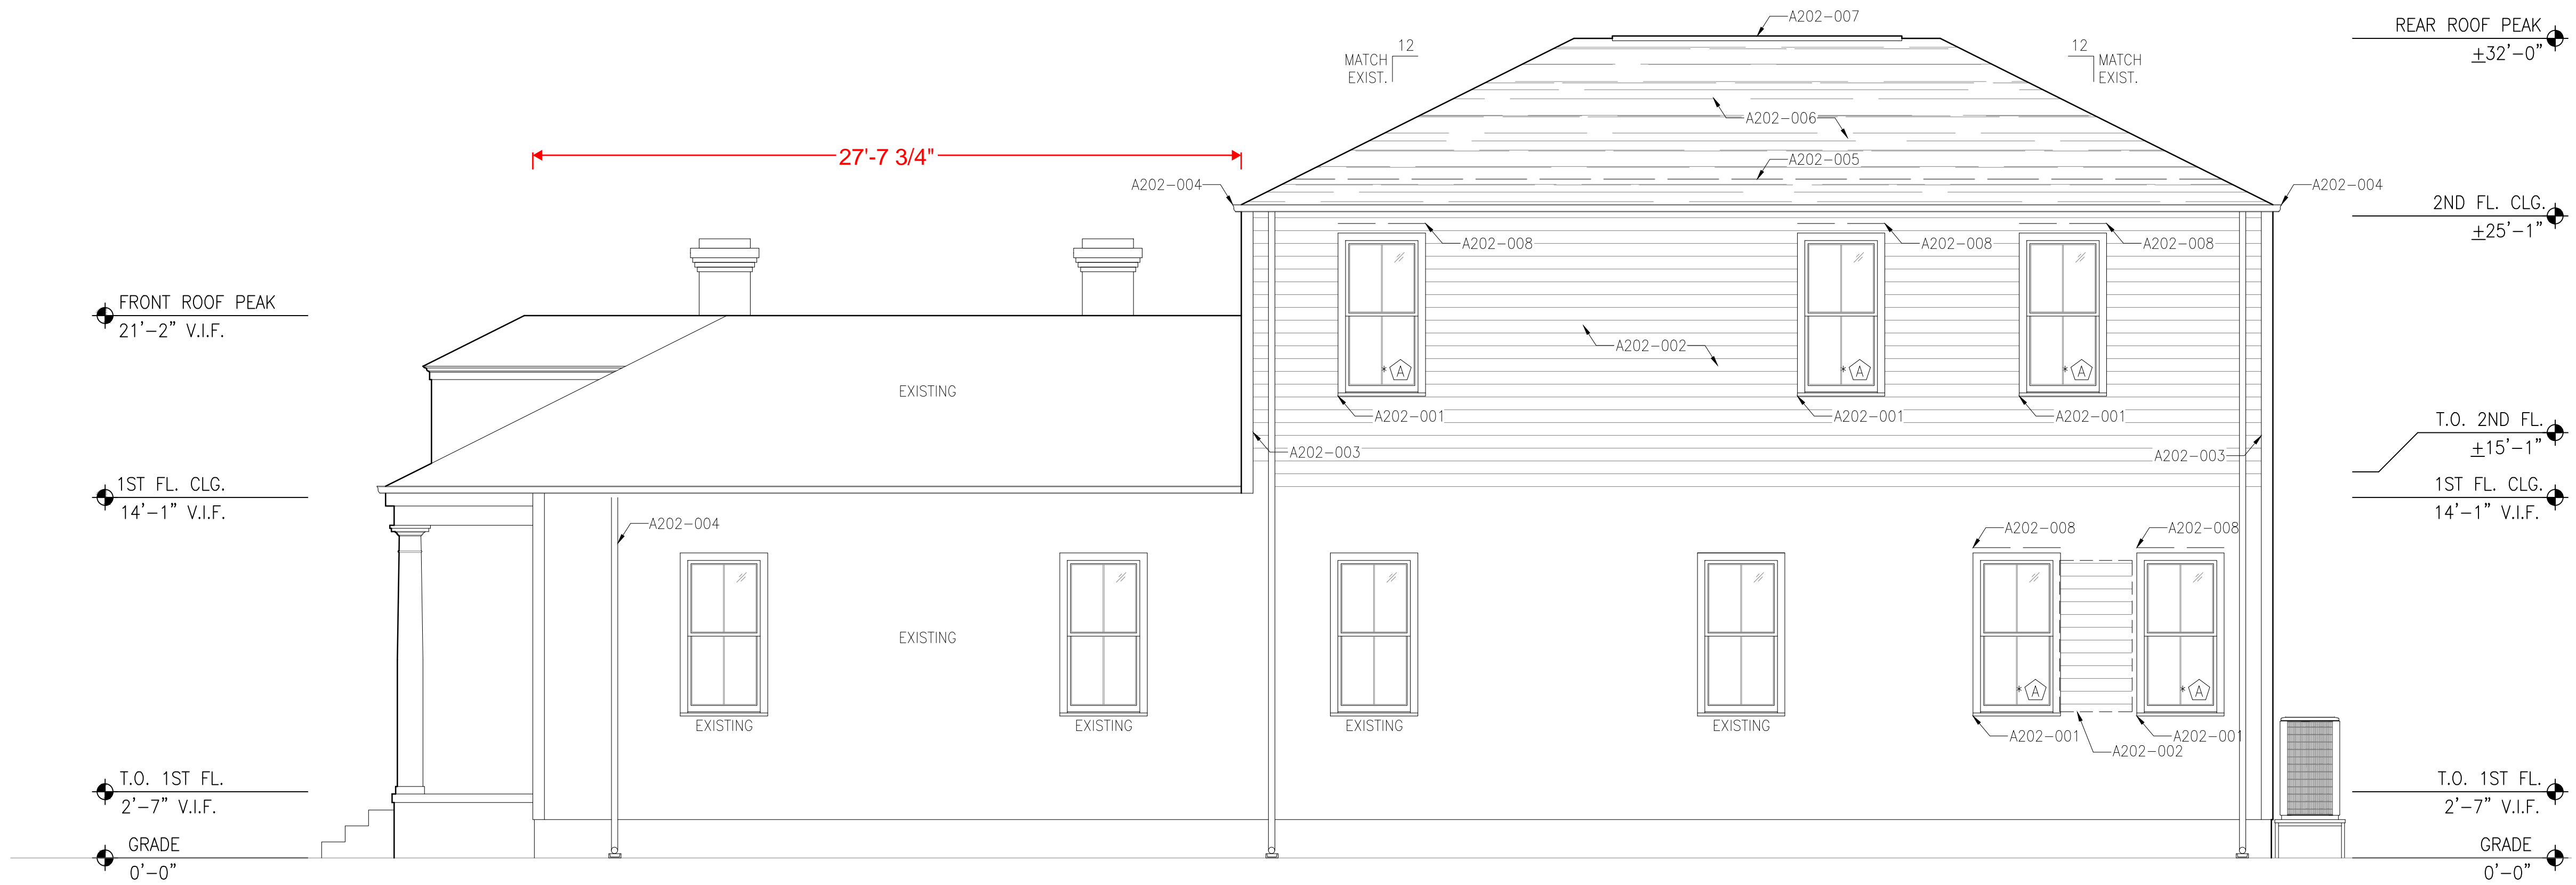 A202-007
REAR ROOF PEAK
±32'-0"
12
MATCH
EXIST.
12
MATCH
EXIST.
A202-006
27'-7 3/4"
A202-005
A202-004
A202-004
2ND FL. CLG.
±25'-1"
A202-008
A202-008
A202-008
FRONT ROOF PEAK
21'-2" V.I.F.
A202-002
* A
* A
* A
EXISTING
A202-001
A202-001
A202-001
T.O. 2ND FL.
±15'-1"
A202-003
A202-003
1ST FL. CLG.
14'-1" V.I.F.
1ST FL. CLG.
14'-1" V.I.F.
A202-004
A202-008
A202-008
EXISTING
* A
* A
EXISTING
EXISTING
EXISTING
EXISTING
A202-001
A202-001
A202-002
T.O. 1ST FL.
2'-7" V.I.F.
T.O. 1ST FL.
2'-7" V.I.F.
GRADE
0'-0"
GRADE
0'-0"